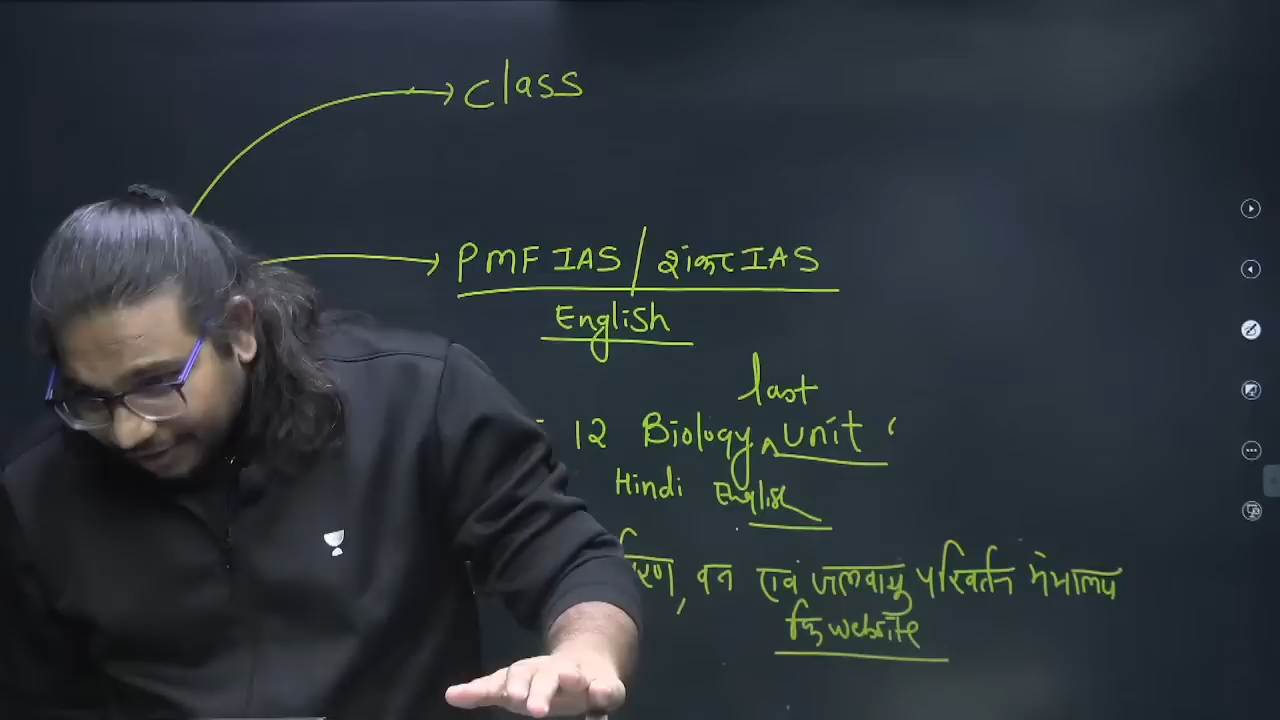 class
PMF IAS / शंकर IAS
English
last
12 Biology ^ unit
Hindi English
रण, वन एवं जलवायु परिवर्तन मंत्रालय
कि website